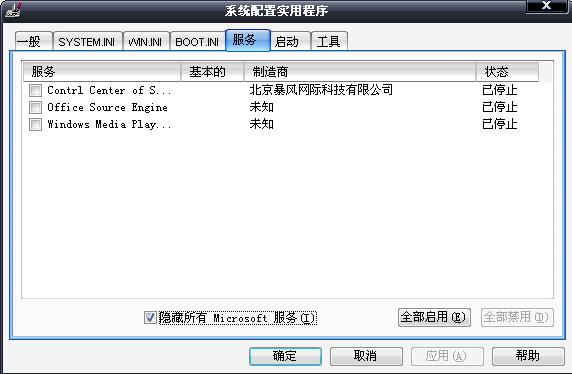 系统配置实用程序
一般 SYSTEM.INI WIN.INI BOOT.INI 服务 启动 工具
服务 基本的 制造商 状态
Contrl Center of S... 北京暴风网际科技有限公司 已停止
Office Source Engine 未知 已停止
Windows Media Play... 未知 已停止
隐藏所有 Microsoft 服务(I) 全部启用(E) 全部禁用(D)
确定 取消 应用(A) 帮助